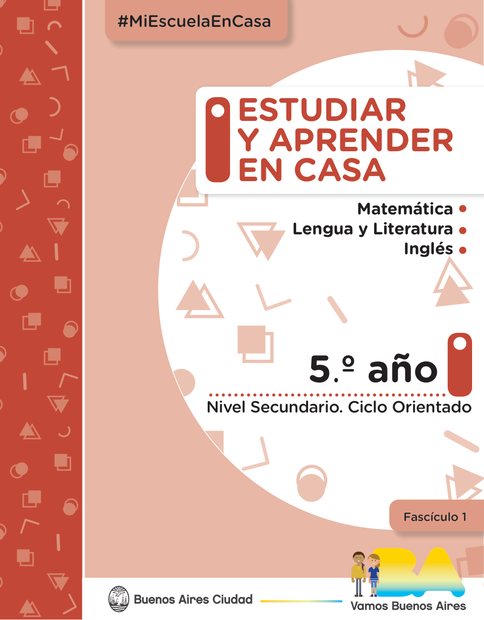 #MiEscuelaEnCasa
ESTUDIAR
Y APRENDER
EN CASA
Matemática
Lengua y Literatura
Inglés
5.º año
Nivel Secundario. Ciclo Orientado
Fascículo 1
BA
Buenos Aires Ciudad
Vamos Buenos Aires